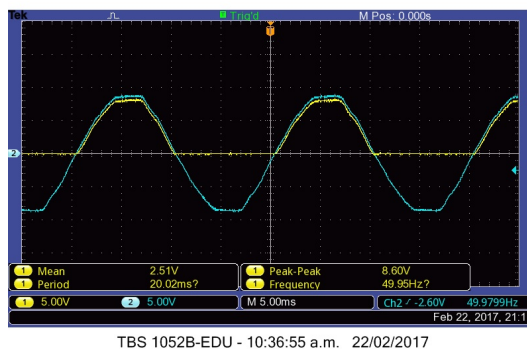 Tek
T Trig'd
M Pos: 0.000s
T
2
1 Mean 2.51V
1 Period 20.02ms?
1 Peak-Peak 8.60V
1 Frequency 49.95Hz?
1 5.00V 2 5.00V M 5.00ms Ch2 -2.60V 49.9799Hz
Feb 22, 2017, 21:1
TBS 1052B-EDU - 10:36:55 a.m. 22/02/2017